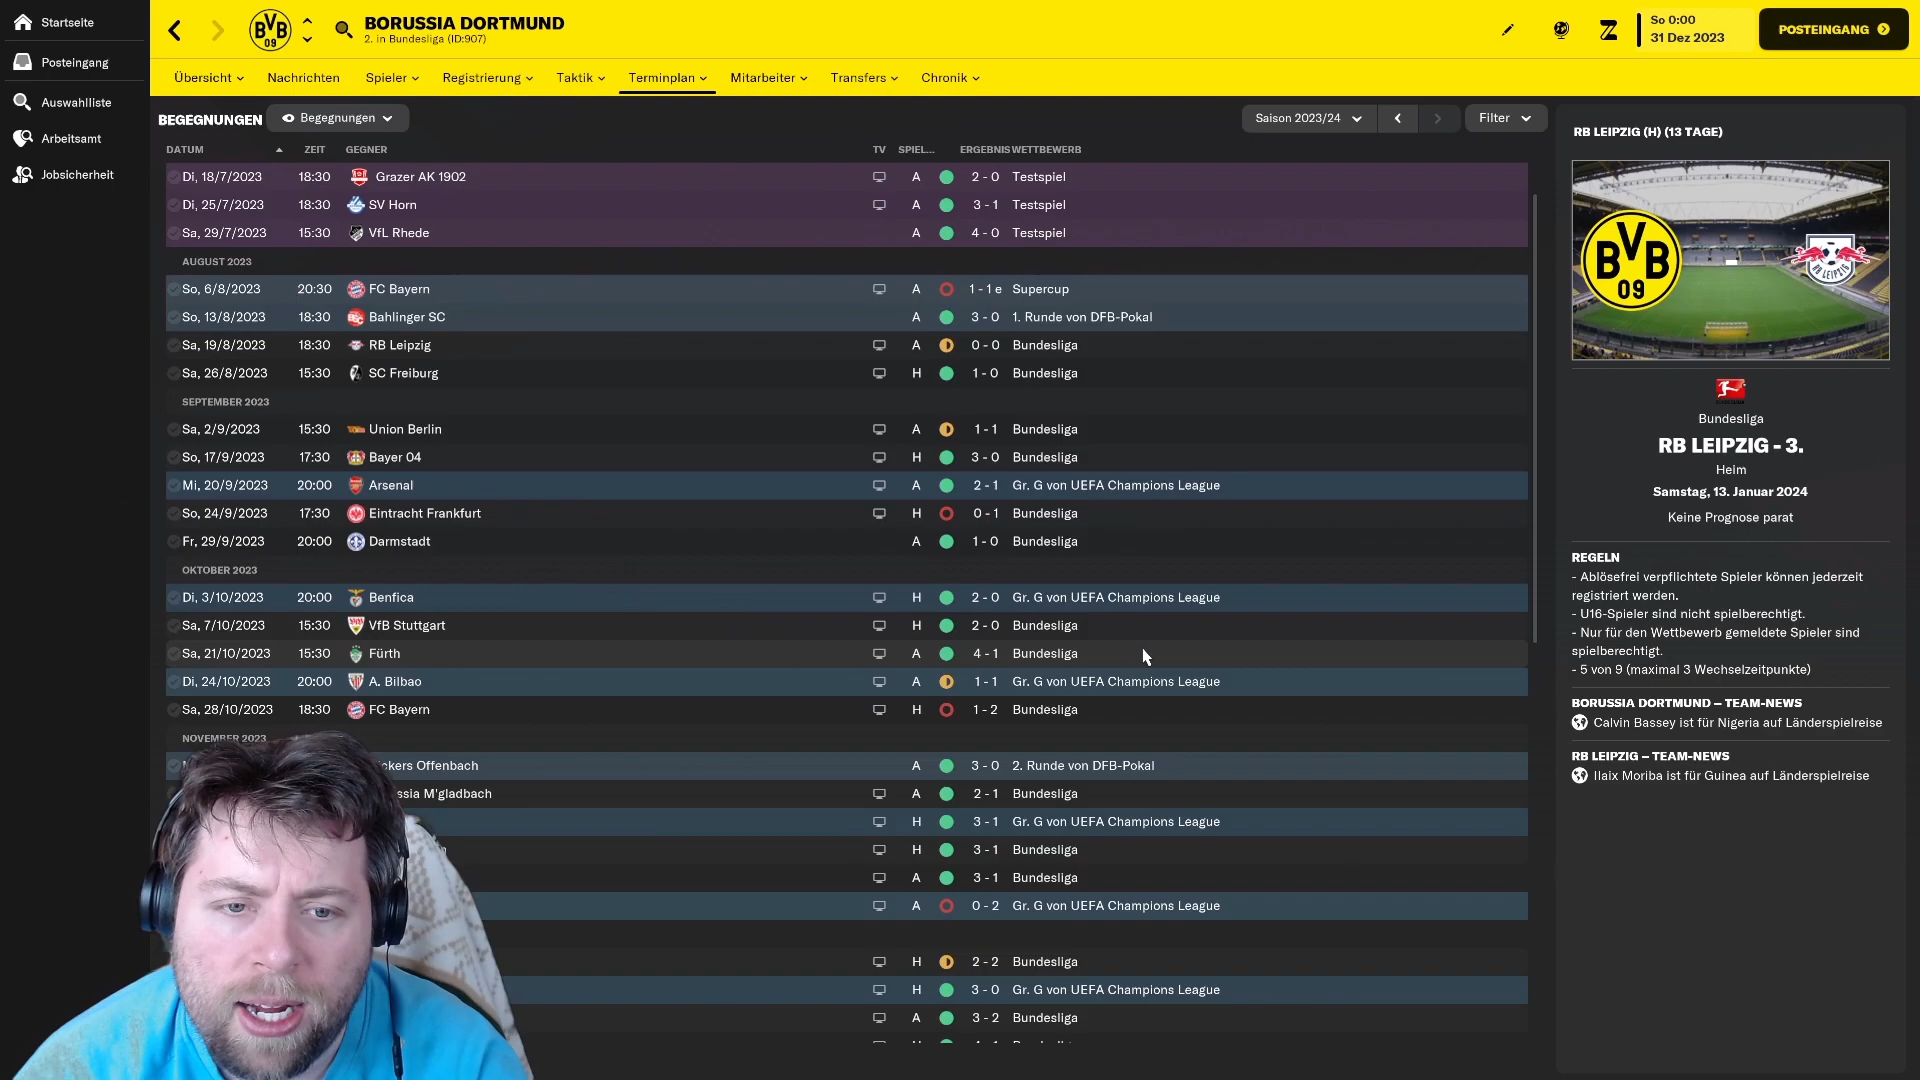 Startseite
Posteingang
Auswahlliste
Arbeitsamt
Jobsicherheit
BVB 09
BORUSSIA DORTMUND
2. in Bundesliga (ID:907)
So 0:00
31 Dez 2023
POSTEINGANG
Übersicht Nachrichten Spieler Registrierung Taktik Terminplan Mitarbeiter Transfers Chronik
BEGEGNUNGEN Begegnungen Saison 2023/24 Filter
DATUM ZEIT GEGNER TV SPIEL... ERGEBNIS WETTBEWERB
Di, 18/7/2023 18:30 Grazer AK 1902 A 2 - 0 Testspiel
Di, 25/7/2023 18:30 SV Horn A 3 - 1 Testspiel
Sa, 29/7/2023 15:30 VfL Rhede A 4 - 0 Testspiel
AUGUST 2023
So, 6/8/2023 20:30 FC Bayern A 1 - 1 e Supercup
So, 13/8/2023 18:30 Bahlinger SC A 3 - 0 1. Runde von DFB-Pokal
Sa, 19/8/2023 18:30 RB Leipzig A 0 - 0 Bundesliga
Sa, 26/8/2023 15:30 SC Freiburg H 1 - 0 Bundesliga
SEPTEMBER 2023
Sa, 2/9/2023 15:30 Union Berlin A 1 - 1 Bundesliga
So, 17/9/2023 17:30 Bayer 04 H 3 - 0 Bundesliga
Mi, 20/9/2023 20:00 Arsenal A 2 - 1 Gr. G von UEFA Champions League
So, 24/9/2023 17:30 Eintracht Frankfurt H 0 - 1 Bundesliga
Fr, 29/9/2023 20:00 Darmstadt A 1 - 0 Bundesliga
OKTOBER 2023
Di, 3/10/2023 20:00 Benfica H 2 - 0 Gr. G von UEFA Champions League
Sa, 7/10/2023 15:30 VfB Stuttgart H 2 - 0 Bundesliga
Sa, 21/10/2023 15:30 Fürth A 4 - 1 Bundesliga
Di, 24/10/2023 20:00 A. Bilbao A 1 - 1 Gr. G von UEFA Champions League
Sa, 28/10/2023 18:30 FC Bayern H 1 - 2 Bundesliga
NOVEMBER 2023
ickers Offenbach A 3 - 0 2. Runde von DFB-Pokal
ssia M'gladbach A 2 - 1 Bundesliga
H 3 - 1 Gr. G von UEFA Champions League
H 3 - 1 Bundesliga
A 3 - 1 Bundesliga
A 0 - 2 Gr. G von UEFA Champions League
H 2 - 2 Bundesliga
H 3 - 0 Gr. G von UEFA Champions League
A 3 - 2 Bundesliga
RB LEIPZIG (H) (13 TAGE)
BVB 09
RB LEIPZIG
Bundesliga
RB LEIPZIG - 3.
Heim
Samstag, 13. Januar 2024
Keine Prognose parat
REGELN
- Ablösefrei verpflichtete Spieler können jederzeit
registriert werden.
- U16-Spieler sind nicht spielberechtigt.
- Nur für den Wettbewerb gemeldete Spieler sind
spielberechtigt.
- 5 von 9 (maximal 3 Wechselzeitpunkte)
BORUSSIA DORTMUND – TEAM-NEWS
Calvin Bassey ist für Nigeria auf Länderspielreise
RB LEIPZIG – TEAM-NEWS
Ilaix Moriba ist für Guinea auf Länderspielreise